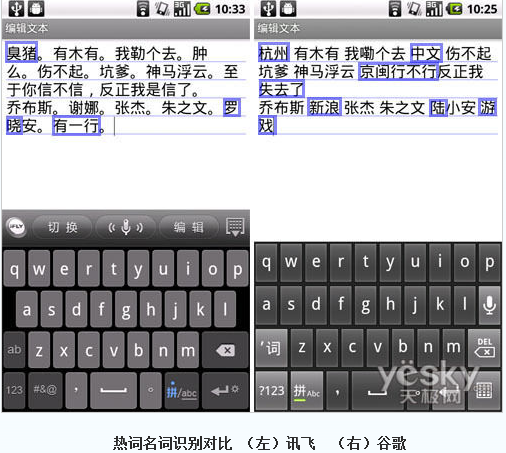 3G 10:33
编辑文本
臭猪。有木有。我勒个去。肿
么。伤不起。坑爹。神马浮云。至
于你信不信，反正我是信了。
乔布斯。谢娜。张杰。朱之文。罗
晓安。有一行。
iFLY 切换 编辑
q w e r t y u i o p
a s d f g h j k l
ab z x c v b n m
123 #&@ ， 。 拼/abc
3G 10:25
编辑文本
杭州 有木有 我嘞个去 中文 伤不起
坑爹 神马浮云 京闽行不行反正我
失去了
乔布斯 新浪 张杰 朱之文 陆小安 游
戏
q w e r t y u i o p
a s d f g h j k l
'词 z x c v b n m DEL
?123 拼Abc ， 。
yësky 天极网
热词名词识别对比 （左）讯飞 （右）谷歌